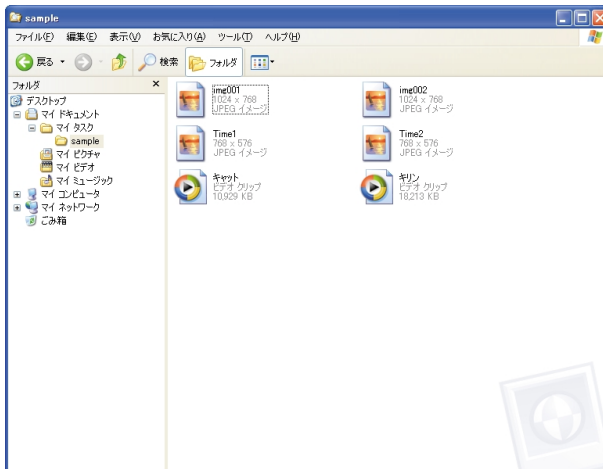 sample
ファイル(F) 編集(E) 表示(V) お気に入り(A) ツール(T) ヘルプ(H)
戻る 検索 フォルダ
フォルダ ×
デスクトップ
マイ ドキュメント
マイ タスク
sample
マイ ピクチャ
マイ ビデオ
マイ ミュージック
マイ コンピュータ
マイ ネットワーク
ごみ箱
img001
1024 x 768
JPEG イメージ
img002
1024 x 768
JPEG イメージ
Time1
768 x 576
JPEG イメージ
Time2
768 x 576
JPEG イメージ
キャット
ビデオ クリップ
10,929 KB
キリン
ビデオ クリップ
18,213 KB